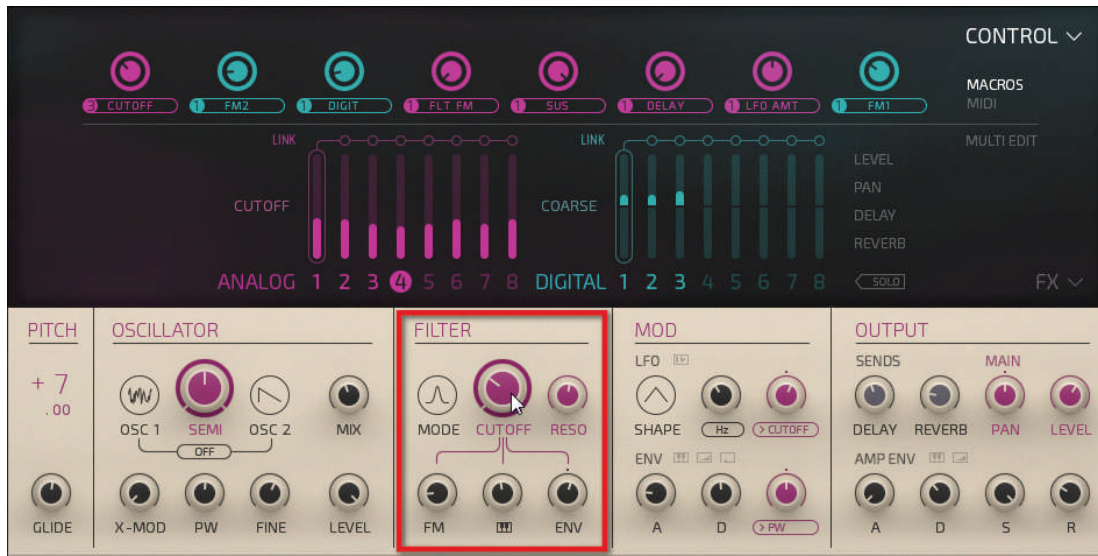 CONTROL
3 CUTOFF 1 FM2 1 DIGIT 1 FLT FM 1 SUS 1 DELAY 1 LFO AMT 1 FM1
MACROS
MIDI
LINK LINK MULTI EDIT
LEVEL
PAN
CUTOFF COARSE
DELAY
REVERB
ANALOG 1 2 3 4 5 6 7 8 DIGITAL 1 2 3 4 5 6 7 8 SOLO FX
PITCH OSCILLATOR FILTER MOD OUTPUT
LFO SENDS MAIN
+ 7
.00
OSC 1 SEMI OSC 2 MIX MODE CUTOFF RESO SHAPE Hz > CUTOFF DELAY REVERB PAN LEVEL
OFF
ENV AMP ENV
GLIDE X-MOD PW FINE LEVEL FM ENV A D > PW A D S R